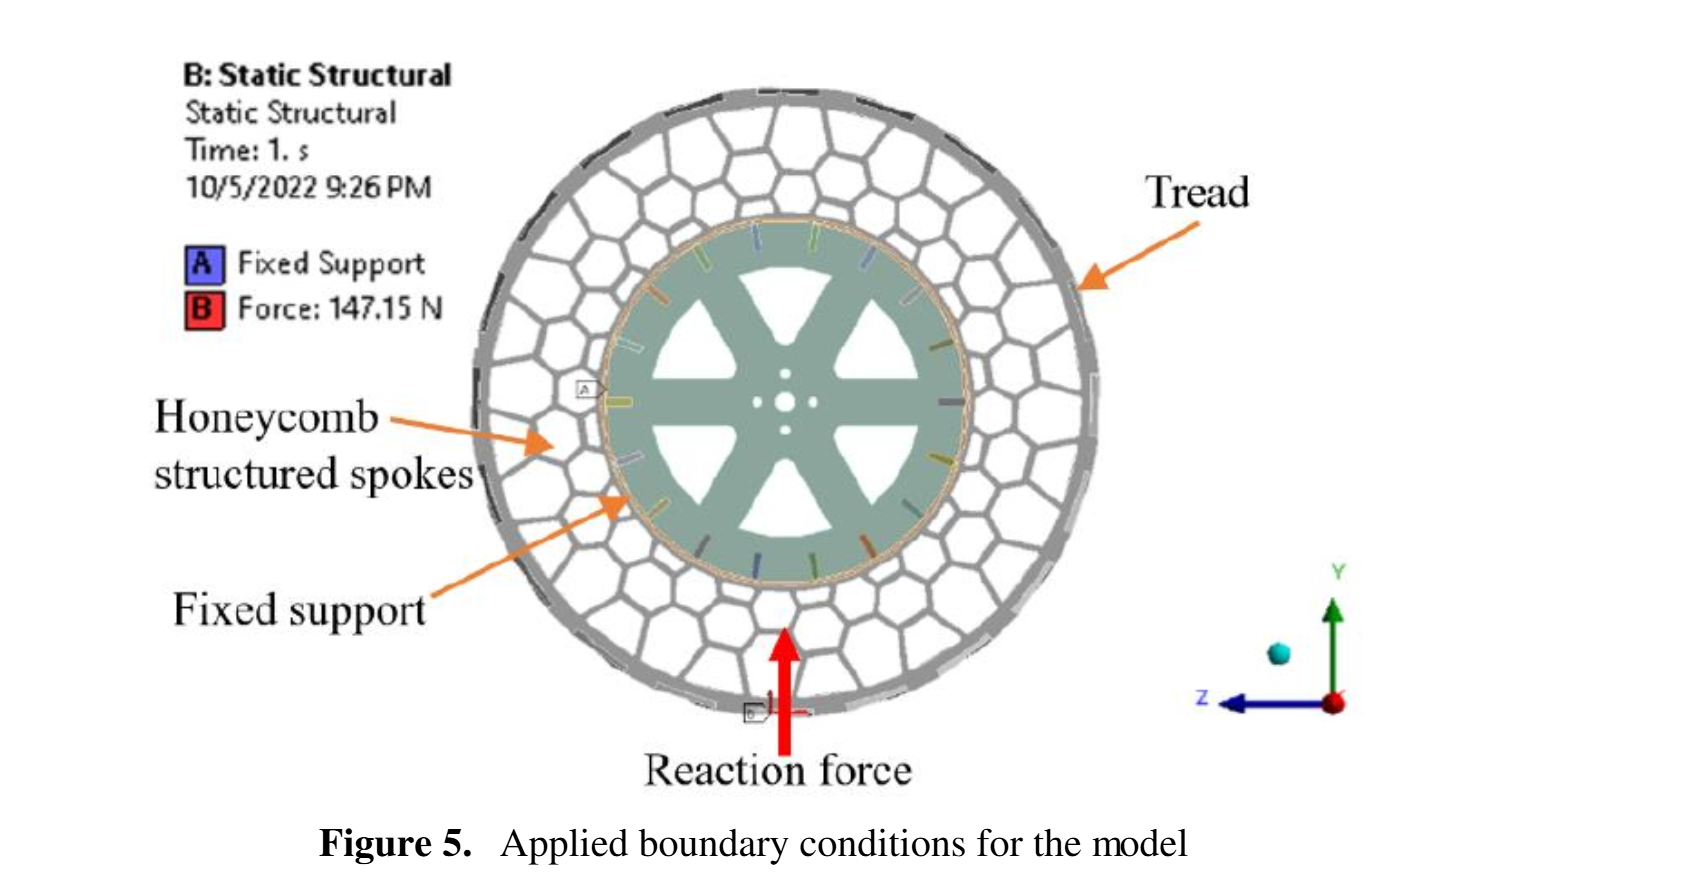 B: Static Structural
Static Structural
Time: 1. s
10/5/2022 9:26 PM
A Fixed Support
B Force: 147.15 N
Tread
A
Honeycomb
structured spokes
Fixed support
Y
Z
Reaction force
Figure 5. Applied boundary conditions for the model